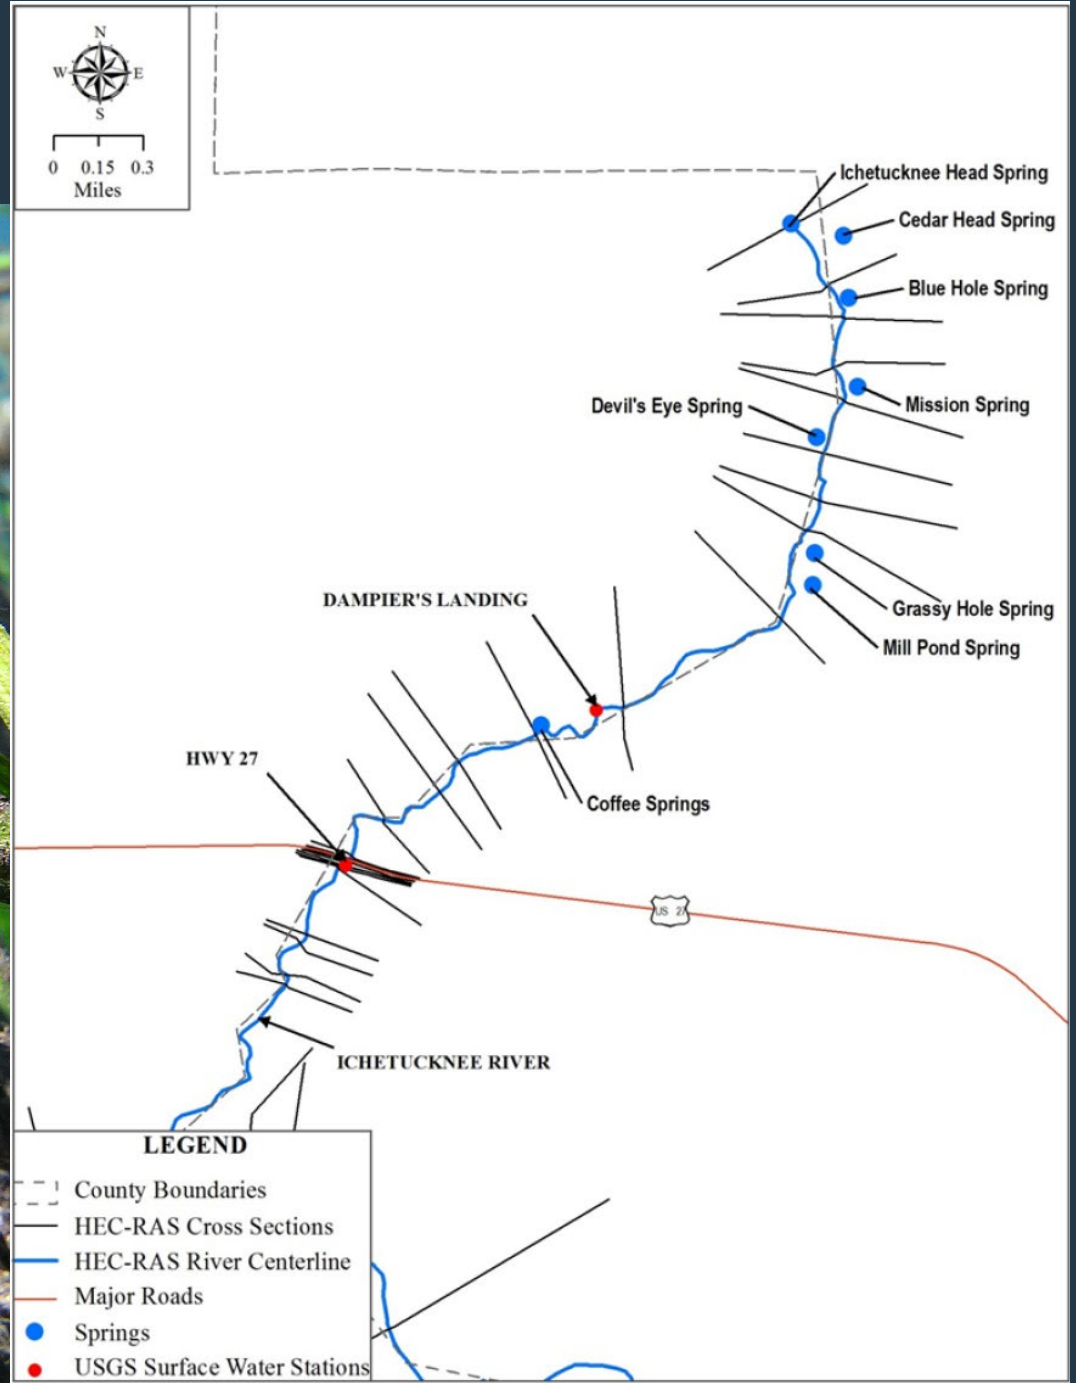 N
W E
S
0 0.15 0.3
Miles
Ichetucknee Head Spring
Cedar Head Spring
Blue Hole Spring
Devil's Eye Spring
Mission Spring
DAMPIER'S LANDING
Grassy Hole Spring
Mill Pond Spring
HWY 27
Coffee Springs
US 27
ICHETUCKNEE RIVER
LEGEND
County Boundaries
HEC-RAS Cross Sections
HEC-RAS River Centerline
Major Roads
Springs
USGS Surface Water Stations